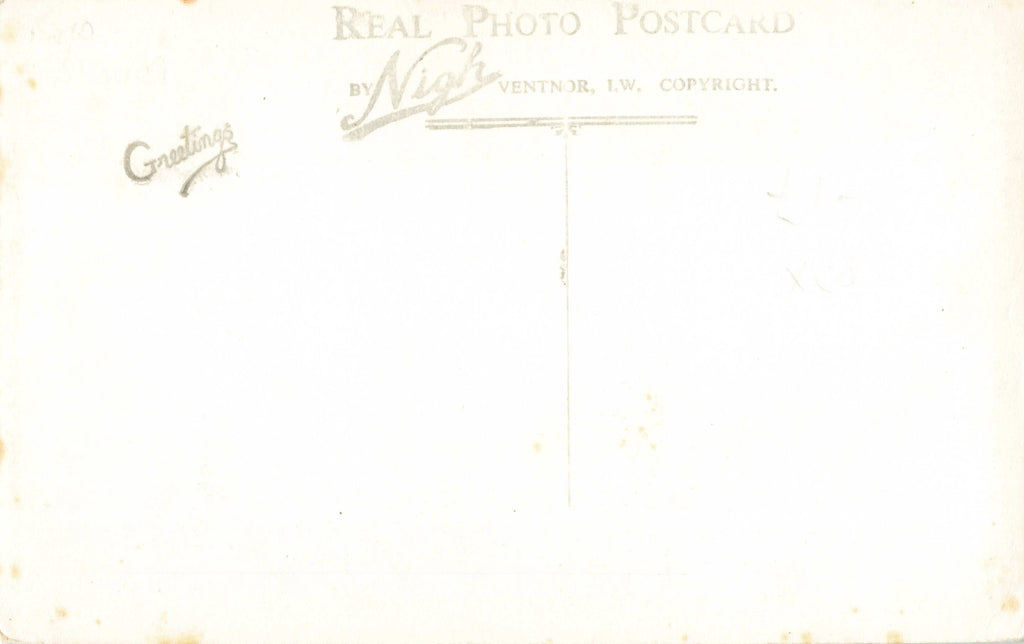 REAL PHOTO POSTCARD
BY Nigh VENTNOR, I.W. COPYRIGHT.
Greetings